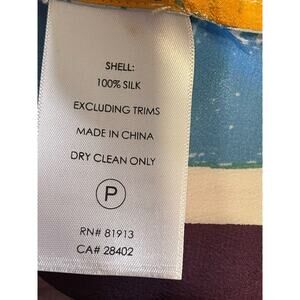 SHELL:
100% SILK
EXCLUDING TRIMS
MADE IN CHINA
DRY CLEAN ONLY
P
RN# 81913
CA# 28402